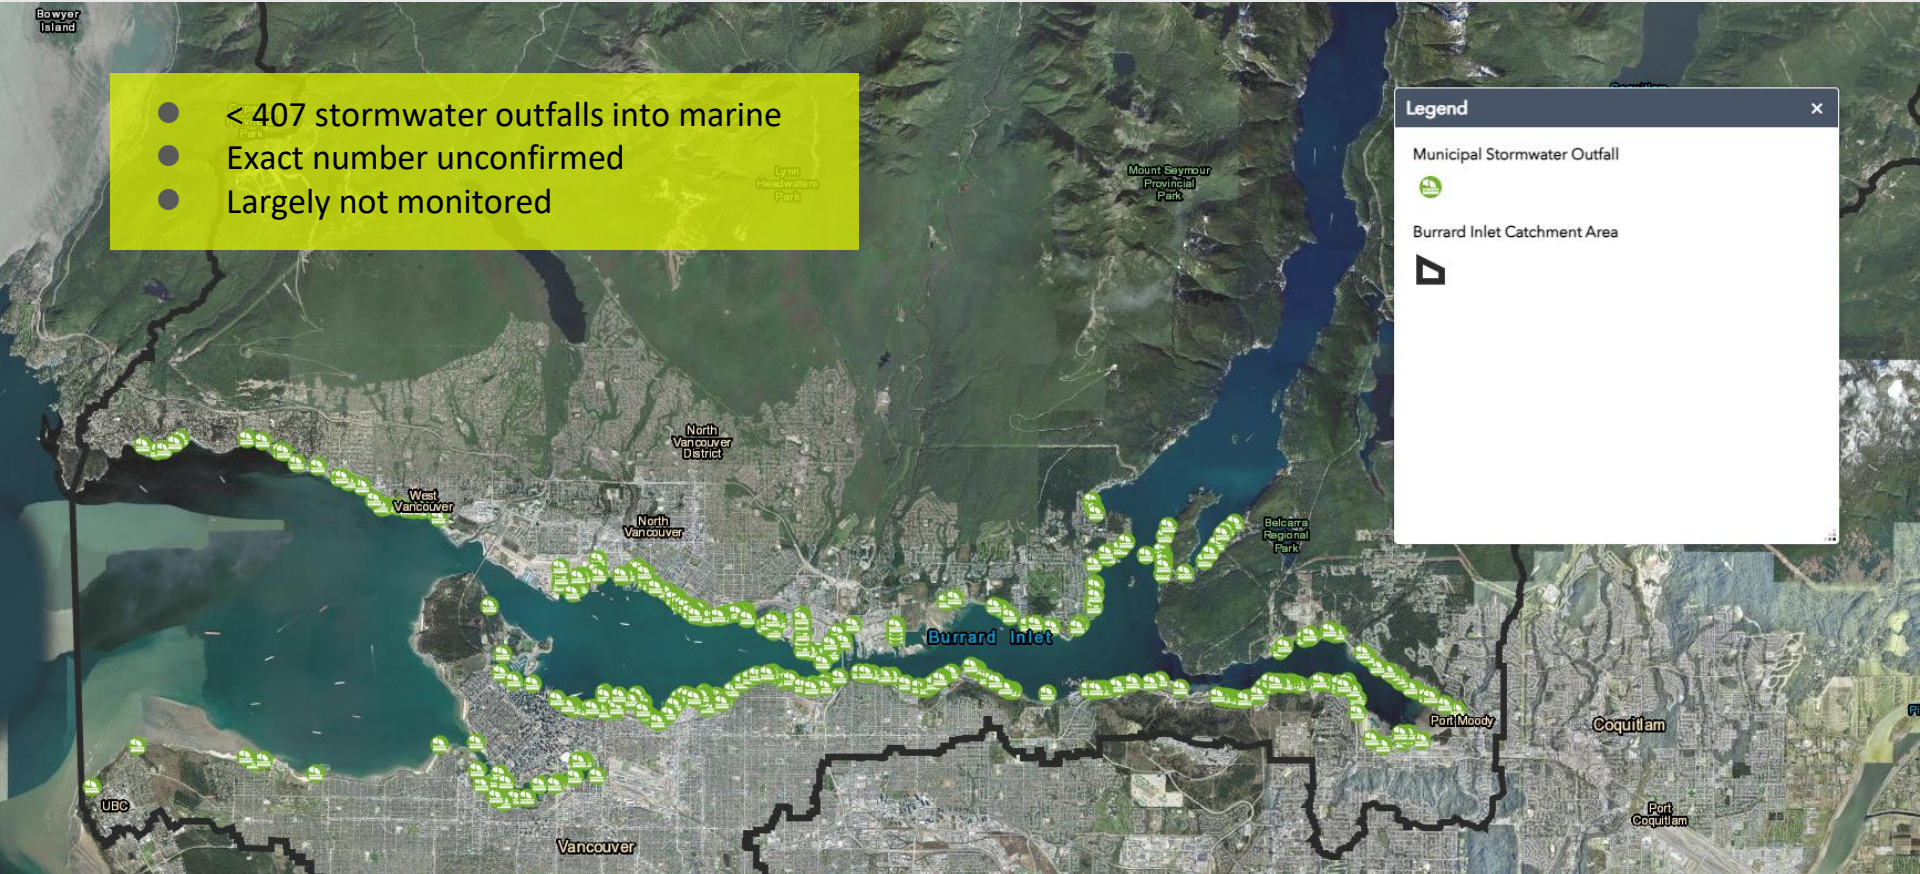 Bowyer
Island
< 407 stormwater outfalls into marine
Exact number unconfirmed
Largely not monitored
Park
Lynn
Headwaters
Park
Mount Seymour
Provincial
Park
Legend
×
Municipal Stormwater Outfall
Burrard Inlet Catchment Area
North
Vancouver
District
West
Vancouver
North
Vancouver
Belcarra
Regional
Park
Burrard Inlet
Port Moody
Coquitlam
UBC
Port
Coquitlam
Vancouver